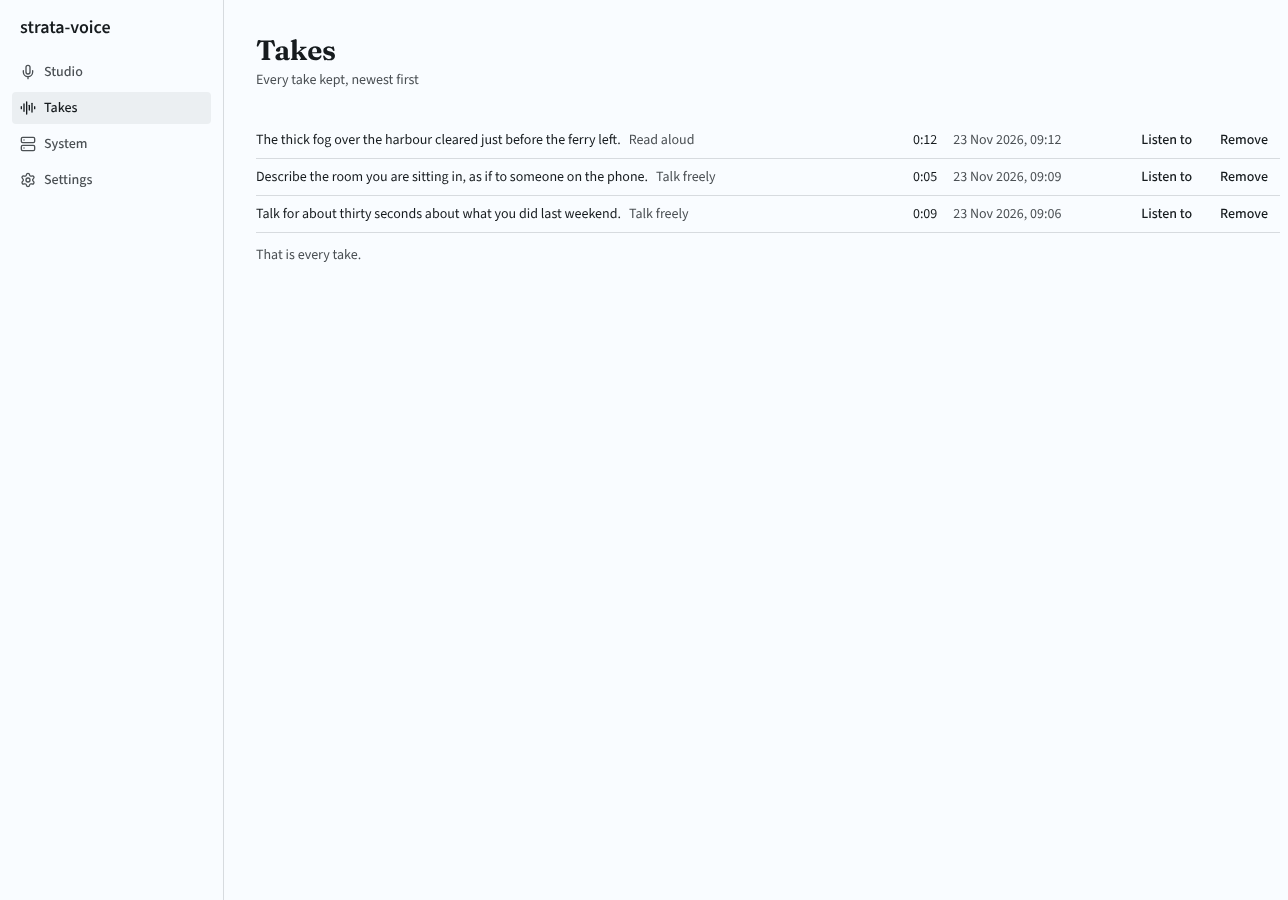 strata-voice
Studio
Takes
System
Settings
Takes
Every take kept, newest first
The thick fog over the harbour cleared just before the ferry left. Read aloud 0:12 23 Nov 2026, 09:12 Listen to Remove
Describe the room you are sitting in, as if to someone on the phone. Talk freely 0:05 23 Nov 2026, 09:09 Listen to Remove
Talk for about thirty seconds about what you did last weekend. Talk freely 0:09 23 Nov 2026, 09:06 Listen to Remove
That is every take.